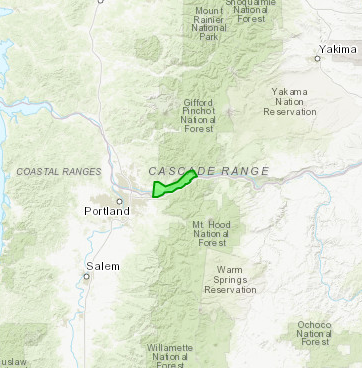 Snoqualmie
National
Forest
Mount
Rainier
National
Park
Yakima
Gifford
Pinchot
National
Forest
Yakama
Nation
Reservation
COASTAL RANGES
CASCADE RANGE
Portland
Mt. Hood
National
Forest
Salem
Warm
Springs
Reservation
Ochoco
National
Forest
Willamette
National
Forest
uslaw